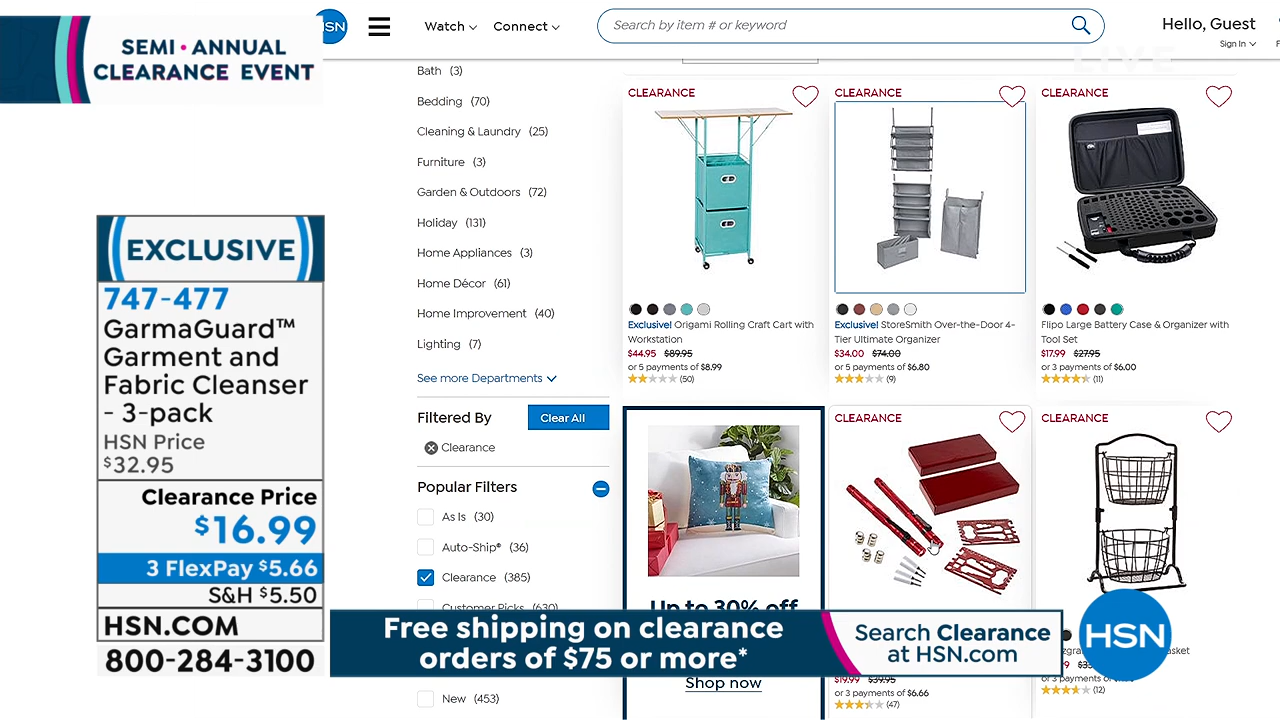 SEMI • ANNUAL
CLEARANCE EVENT
HSN
Watch
Connect
Search by item # or keyword
Hello, Guest
Sign In
LIVE
EXCLUSIVE
747-477
GarmaGuard™
Garment and
Fabric Cleanser
- 3-pack
HSN Price
$32.95
Clearance Price
$16.99
3 FlexPay $5.66
S&H $5.50
HSN.COM
800-284-3100
Bath (3)
Bedding (70)
Cleaning & Laundry (25)
Furniture (3)
Garden & Outdoors (72)
Holiday (131)
Home Appliances (3)
Home Décor (61)
Home Improvement (40)
Lighting (7)
See more Departments
Filtered By
Clear All
Clearance
Popular Filters
As Is (30)
Auto-Ship® (36)
Clearance (385)
Customer Picks (630)
New (453)
CLEARANCE
Exclusive! Origami Rolling Craft Cart with
Workstation
$44.95 $89.95
or 5 payments of $8.99
(50)
CLEARANCE
Exclusive! StoreSmith Over-the-Door 4-
Tier Ultimate Organizer
$34.00 $74.00
or 5 payments of $6.80
(9)
CLEARANCE
Flipo Large Battery Case & Organizer with
Tool Set
$17.99 $27.95
or 3 payments of $6.00
(11)
Up to 30% off
Shop now
CLEARANCE
$19.99 $39.95
or 3 payments of $6.66
(47)
CLEARANCE
or 3 payments of
(12)
Free shipping on clearance
orders of $75 or more*
Search Clearance
at HSN.com
HSN